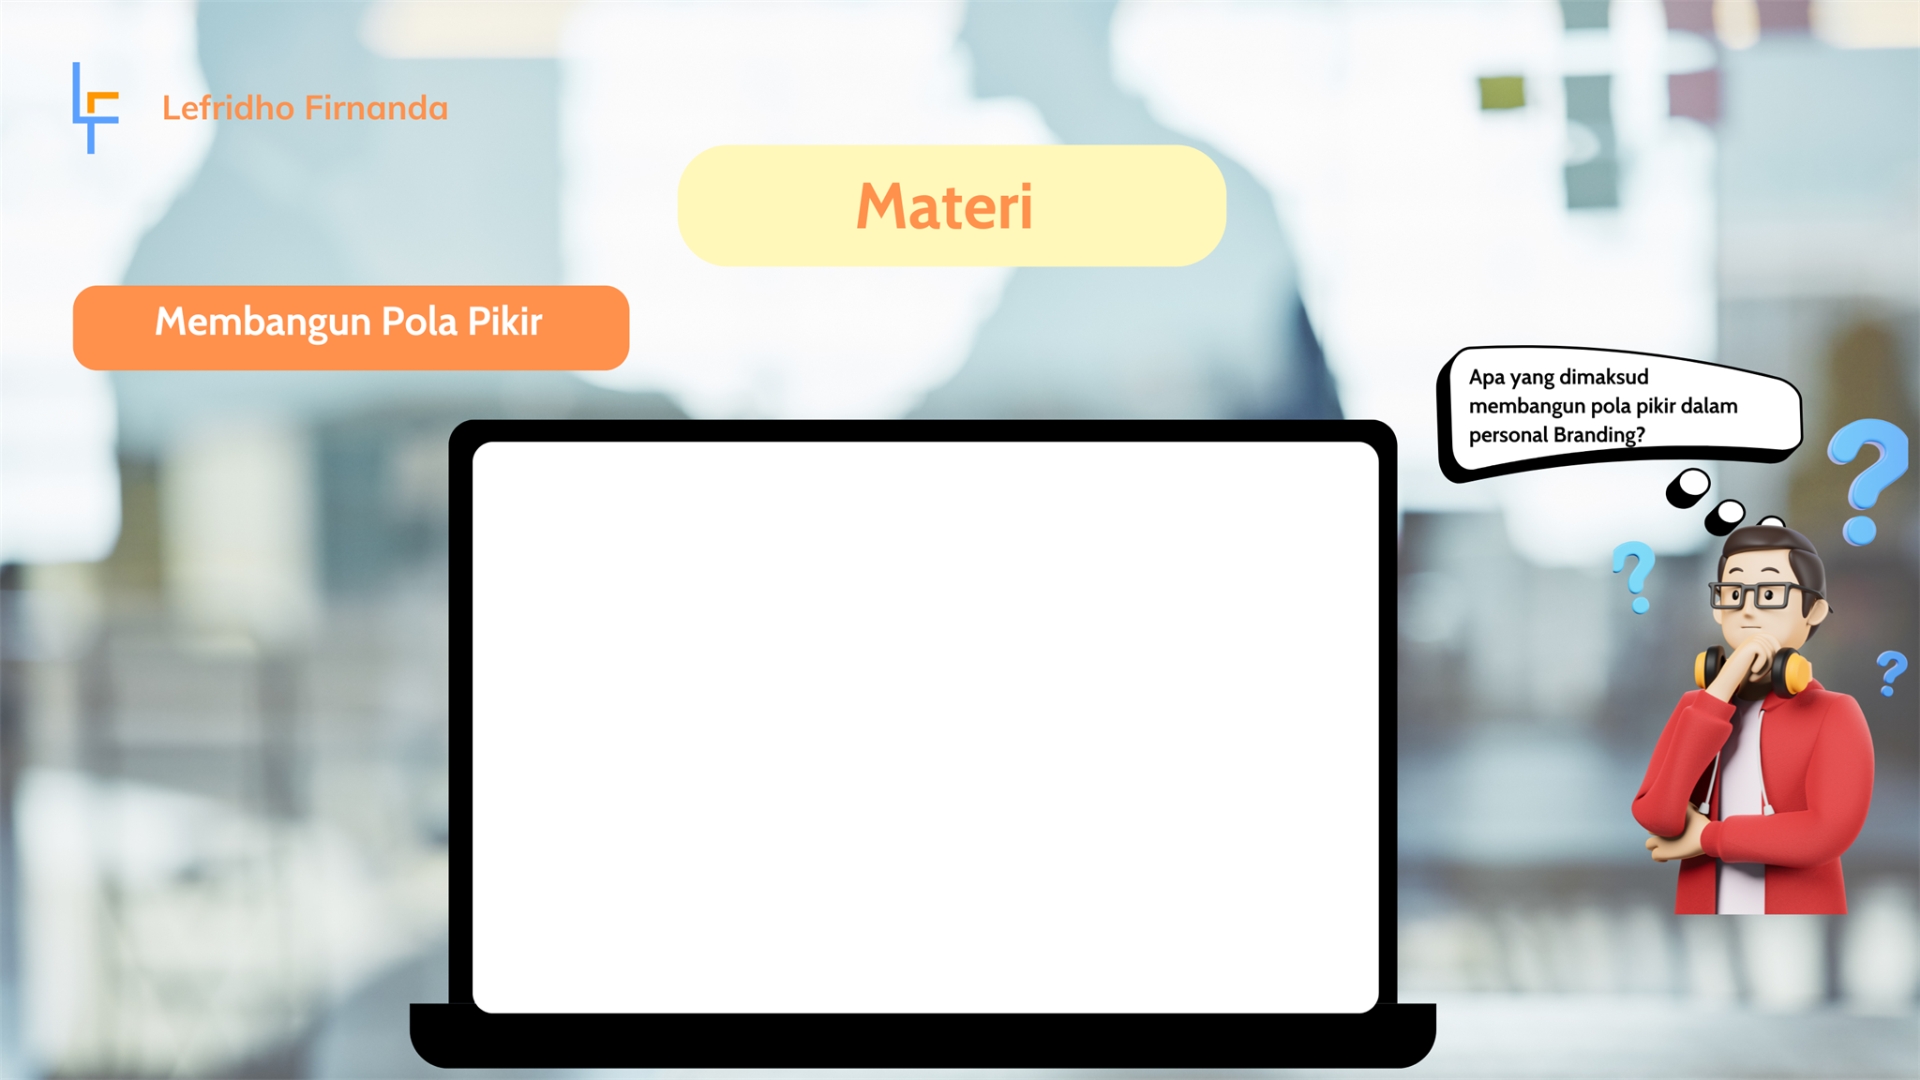 Lefridho Firnanda
Materi
Membangun Pola Pikir
Apa yang dimaksud
membangun pola pikir dalam
personal Branding?